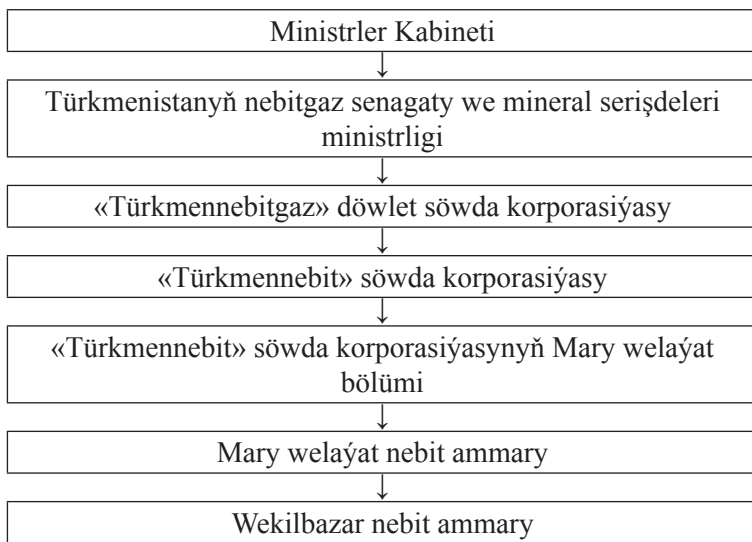 Ministrler Kabineti
Türkmenistanyň nebitgaz senagaty we mineral serişdeleri
ministrligi
«Türkmennebitgaz» döwlet söwda korporasiýasy
«Türkmennebit» söwda korporasiýasy
«Türkmennebit» söwda korporasiýasynyň Mary welaýat
bölümi
Mary welaýat nebit ammary
Wekilbazar nebit ammary